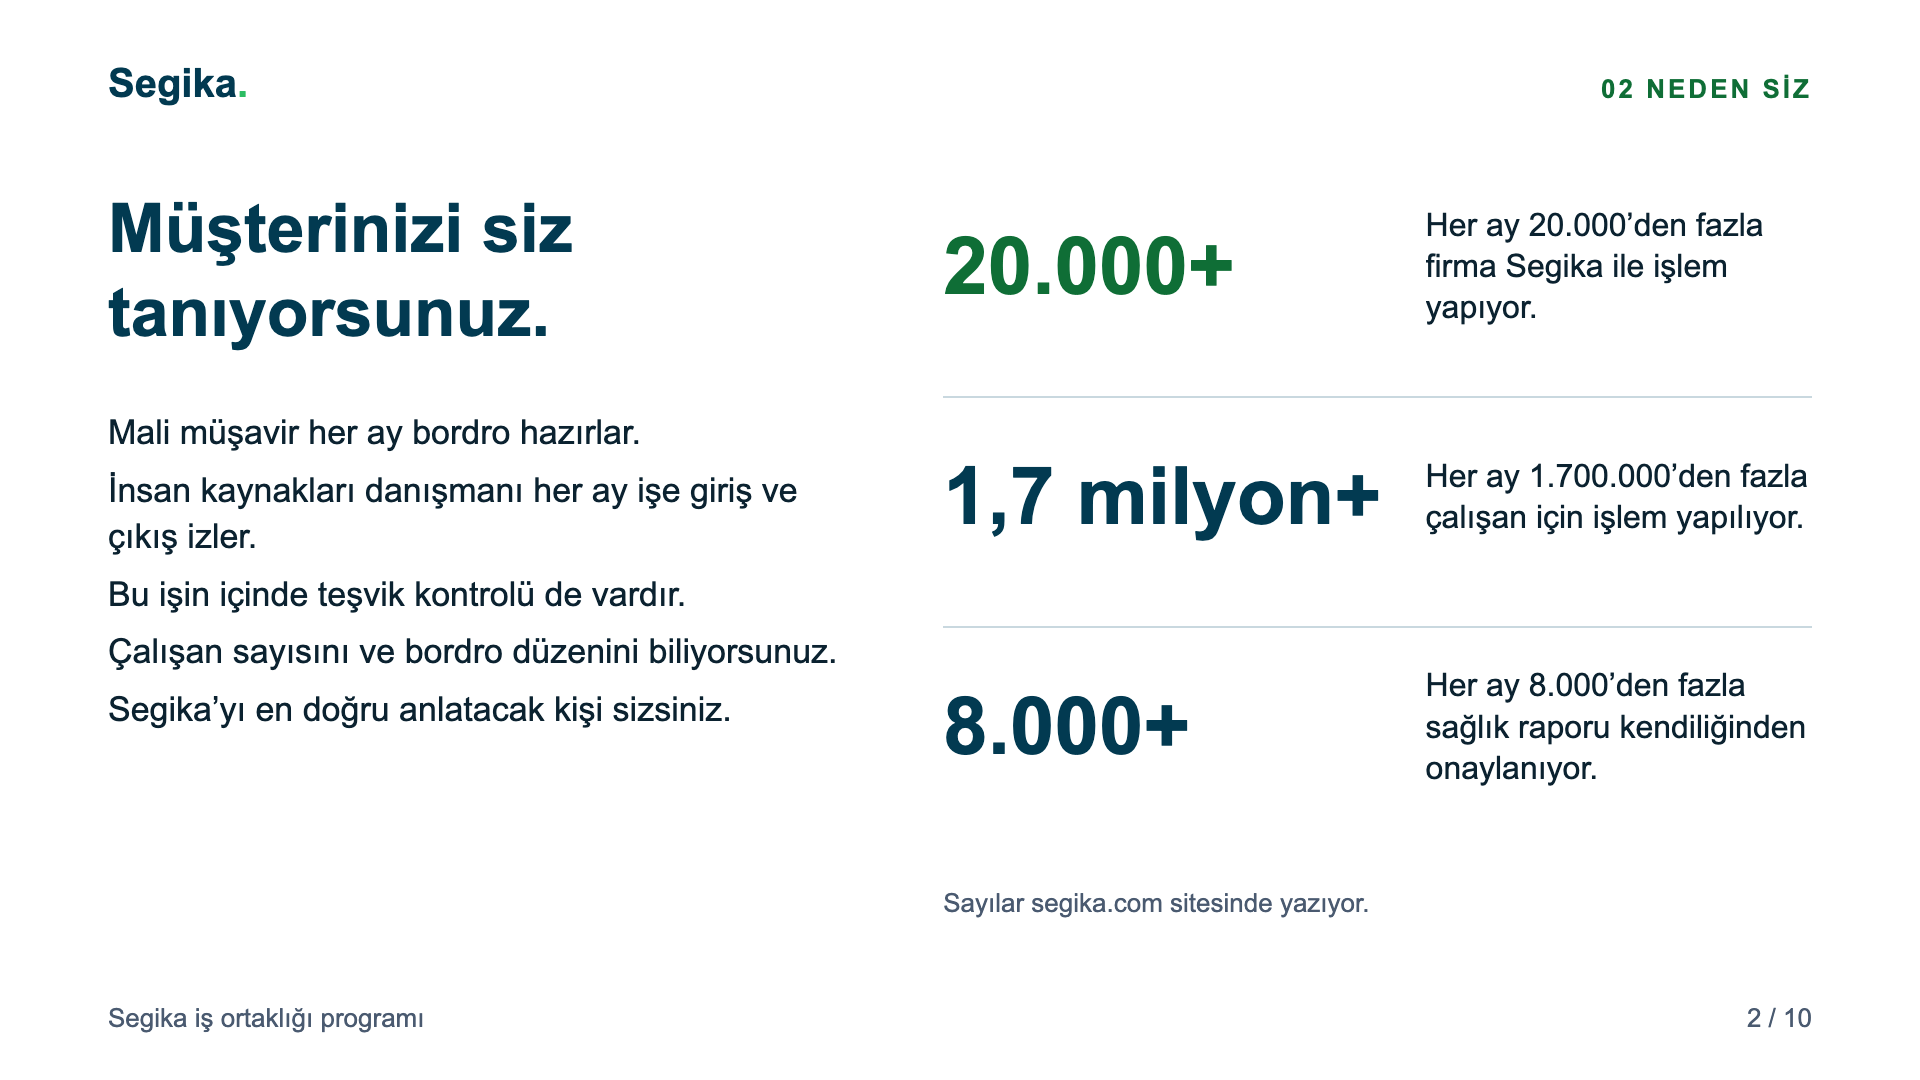 Segika.
02 NEDEN SİZ
Müşterinizi siz
tanıyorsunuz.
Mali müşavir her ay bordro hazırlar.
İnsan kaynakları danışmanı her ay işe giriş ve
çıkış izler.
Bu işin içinde teşvik kontrolü de vardır.
Çalışan sayısını ve bordro düzenini biliyorsunuz.
Segika’yı en doğru anlatacak kişi sizsiniz.
20.000+
Her ay 20.000’den fazla
firma Segika ile işlem
yapıyor.
1,7 milyon+
Her ay 1.700.000’den fazla
çalışan için işlem yapılıyor.
8.000+
Her ay 8.000’den fazla
sağlık raporu kendiliğinden
onaylanıyor.
Sayılar segika.com sitesinde yazıyor.
Segika iş ortaklığı programı
2 / 10